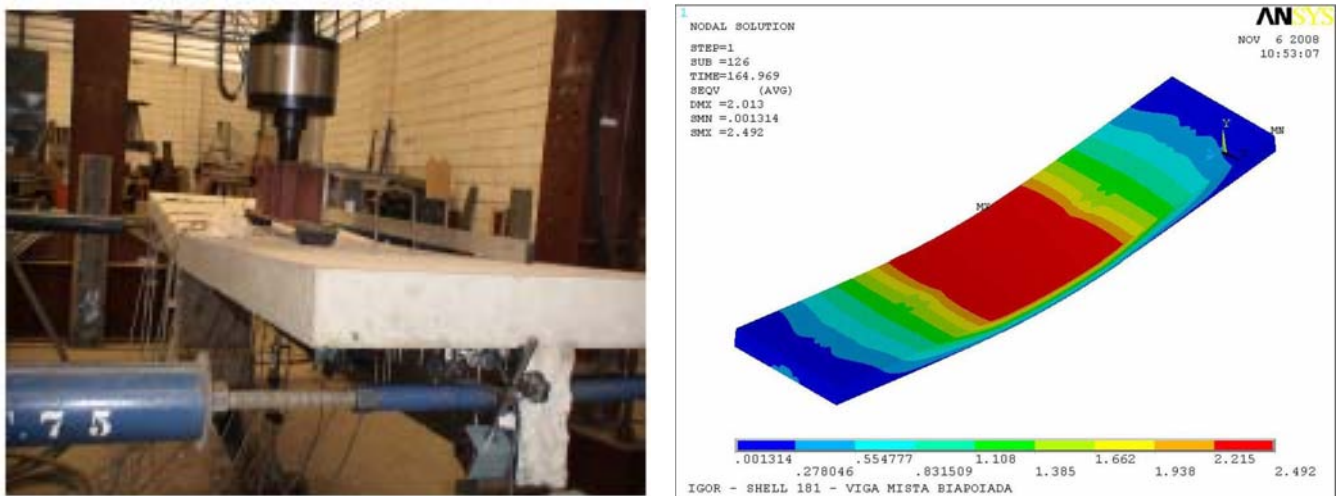 75
1
NODAL SOLUTION
STEP=1
SUB =126
TIME=164.969
SEQV (AVG)
DMX =2.013
SMN =.001314
SMX =2.492
ANSYS
NOV 6 2008
10:53:07
Y
MN
MX
.001314 .554777 1.108 1.662 2.215
.278046 .831509 1.385 1.938 2.492
IGOR - SHELL 181 - VIGA MISTA BIAPOIADA